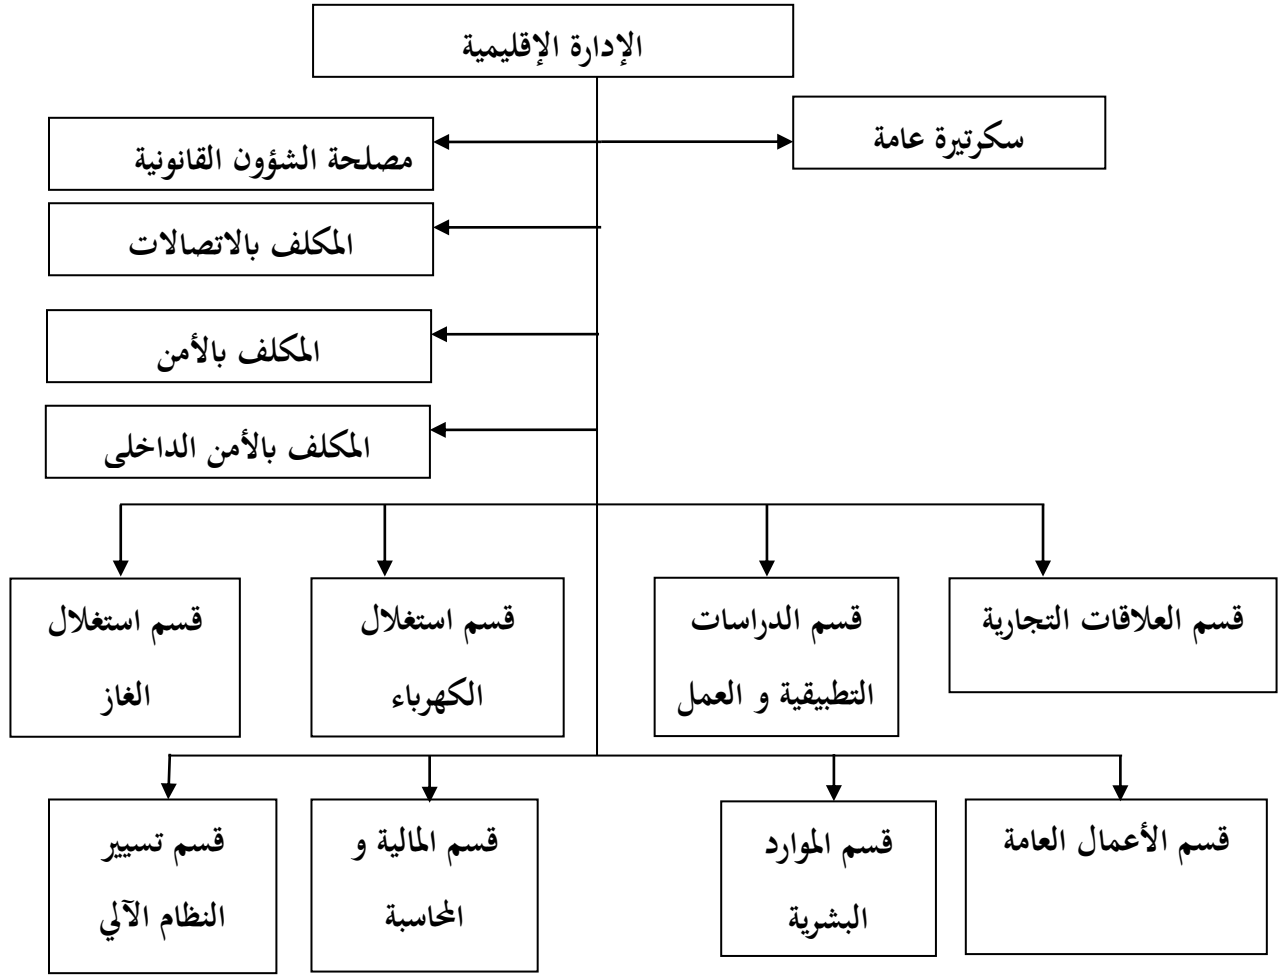 الإدارة الإقليمية
سكرتيرة عامة
مصلحة الشؤون القانونية
المكلف بالاتصالات
المكلف بالأمن
المكلف بالأمن الداخلي
قسم العلاقات التجارية
قسم الدراسات
التطبيقية و العمل
قسم استغلال
الكهرباء
قسم استغلال
الغاز
قسم الأعمال العامة
قسم الموارد
البشرية
قسم المالية و
المحاسبة
قسم تسيير
النظام الآلي